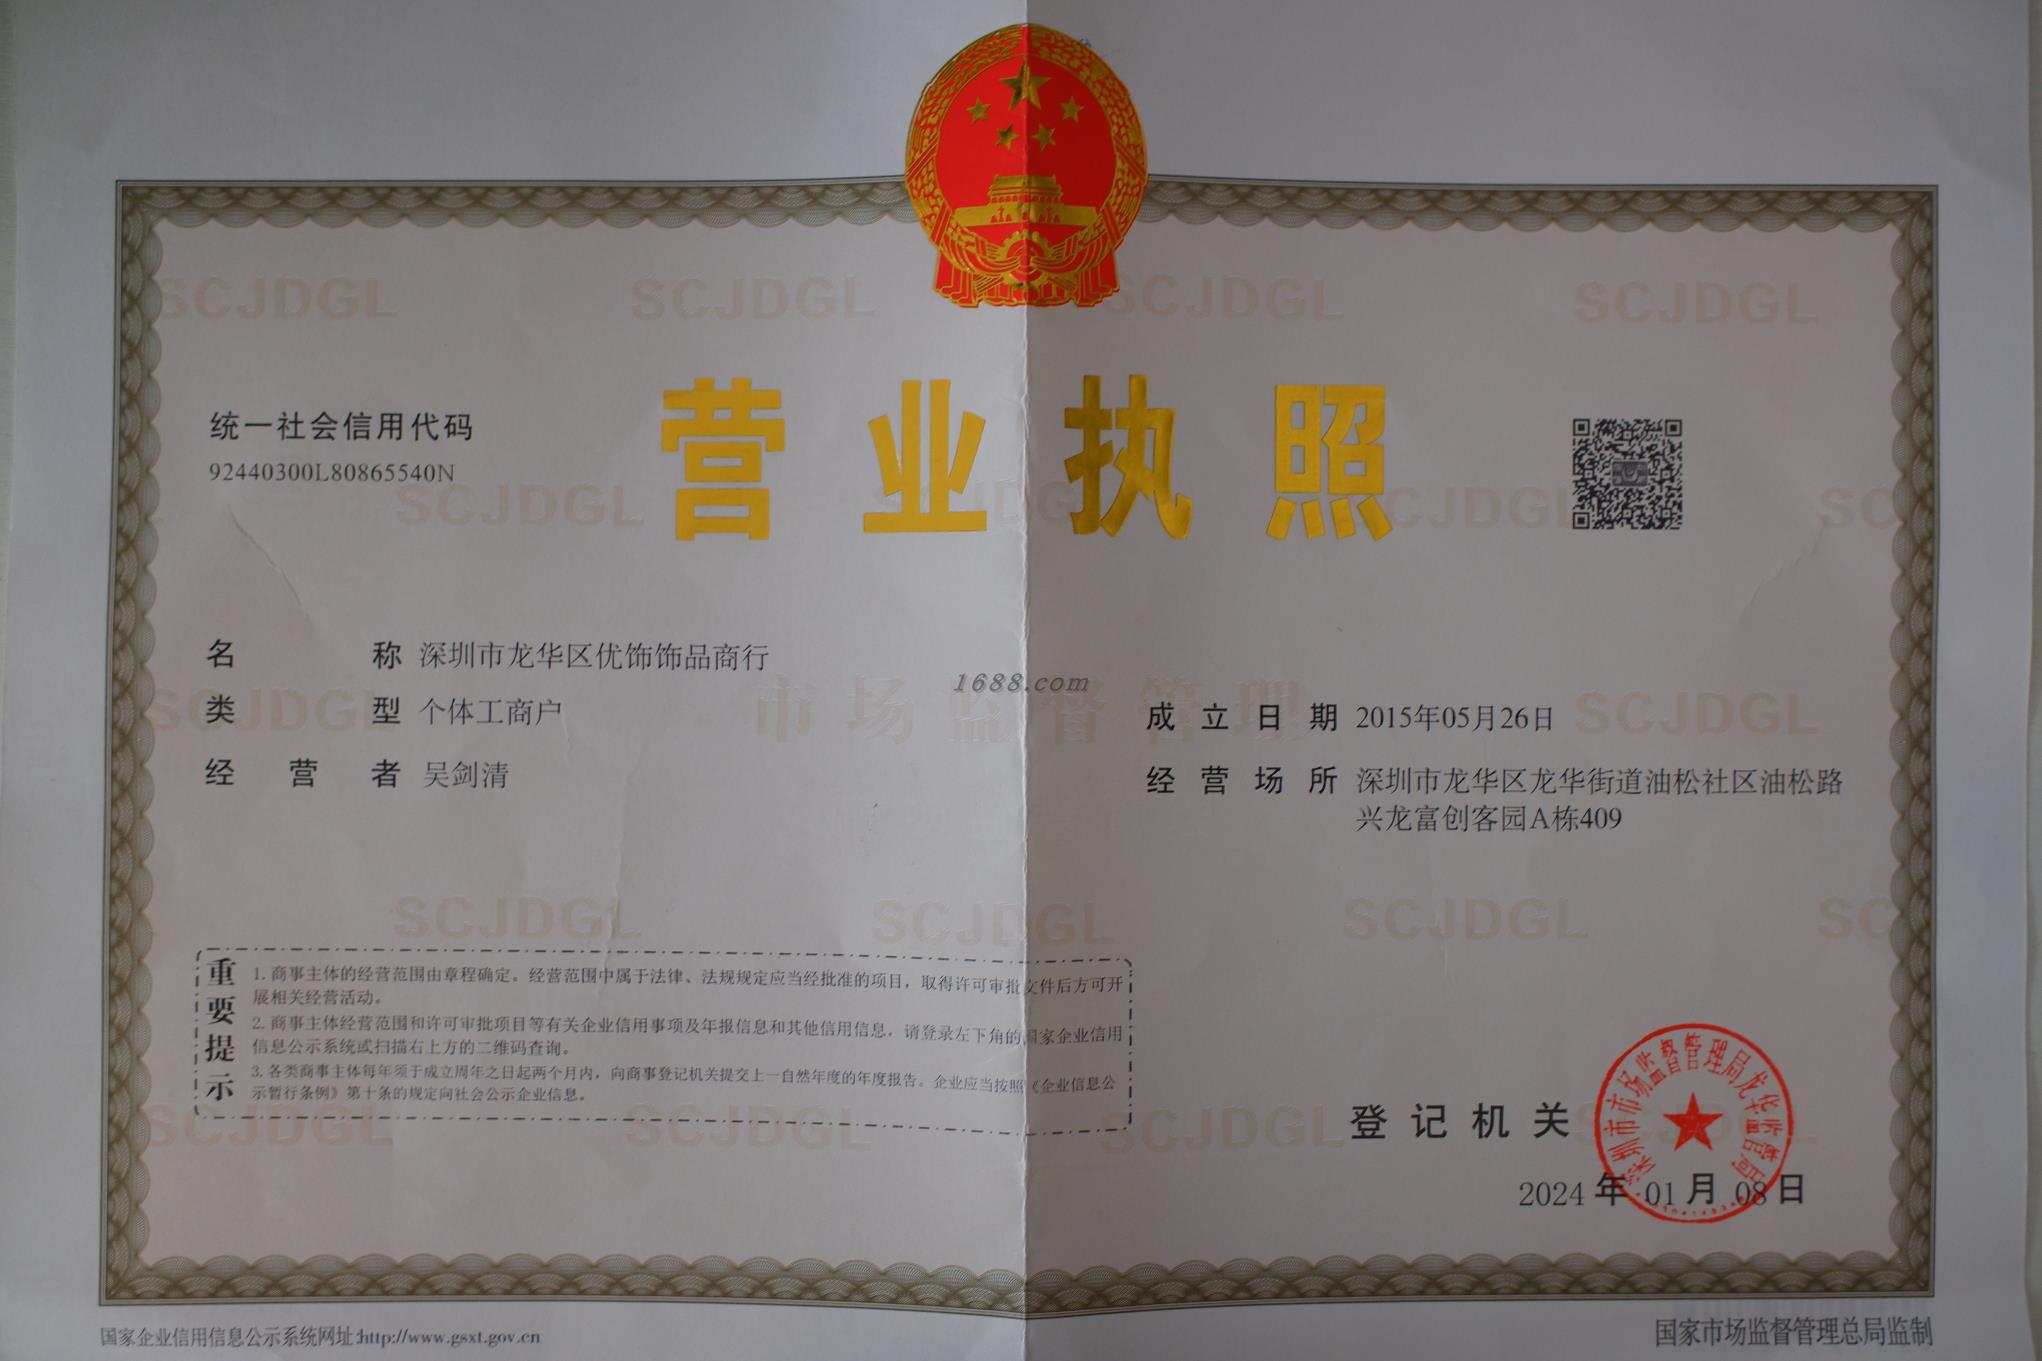 营业执照
统一社会信用代码
92440300L80865540N
名称 深圳市龙华区优饰饰品商行
类型 个体工商户
经营者 吴剑清
成立日期 2015年05月26日
经营场所 深圳市龙华区龙华街道油松社区油松路
兴龙富创客园A栋409
1688.com
市场监督管理
SCJDGL SCJDGL SCJDGL SCJDGL
重要提示
1. 商事主体的经营范围由章程确定。经营范围中属于法律、法规规定应当经批准的项目，取得许可审批文件后方可开
展相关经营活动。
2. 商事主体经营范围和许可审批项目等有关企业信用事项及年报信息和其他信用信息，请登录左下角的国家企业信用
信息公示系统或扫描右上方的二维码查询。
3. 各类商事主体每年须于成立周年之日起两个月内，向商事登记机关提交上一自然年度的年度报告。企业应当按照《企业信息公
示暂行条例》第十条的规定向社会公示企业信息。
登记机关
深圳市市场监督管理局龙华监管局
2024年01月08日
国家企业信用信息公示系统网址:http://www.gsxt.gov.cn
国家市场监督管理总局监制